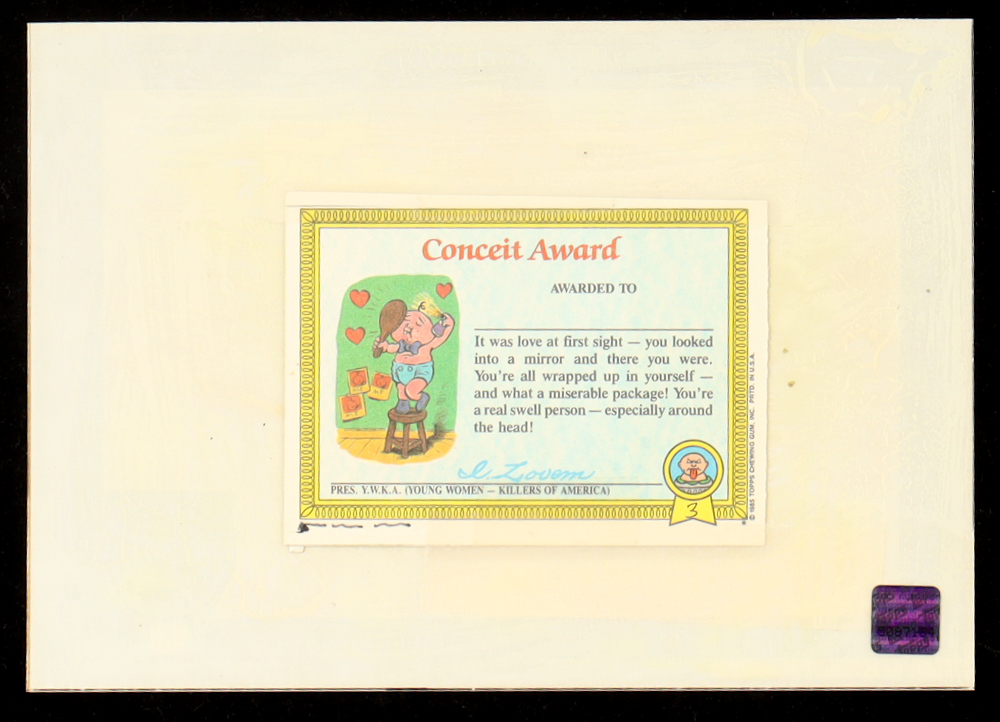 Conceit Award
AWARDED TO
It was love at first sight — you looked
into a mirror and there you were.
You're all wrapped up in yourself —
and what a miserable package! You're
a real swell person — especially around
the head!
I. Lovem
PRES. Y.W.K.A. (YOUNG WOMEN — KILLERS OF AMERICA)
3
© 1985 TOPPS CHEWING GUM, INC. PRTD. IN U.S.A.